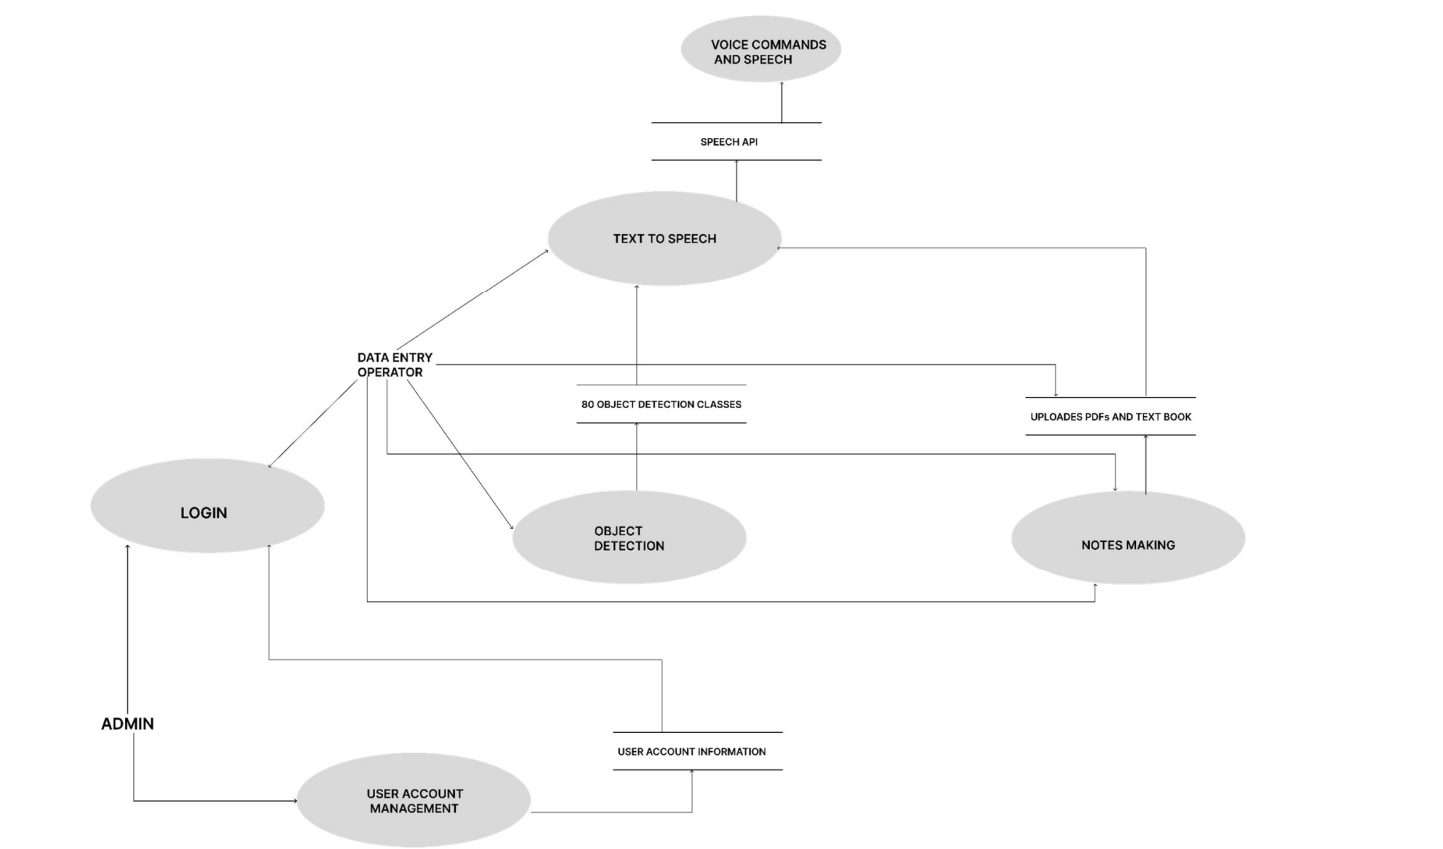 VOICE COMMANDS
AND SPEECH
SPEECH API
TEXT TO SPEECH
DATA ENTRY
OPERATOR
80 OBJECT DETECTION CLASSES
UPLOADES PDFs AND TEXT BOOK
LOGIN
OBJECT
DETECTION
NOTES MAKING
ADMIN
USER ACCOUNT INFORMATION
USER ACCOUNT
MANAGEMENT